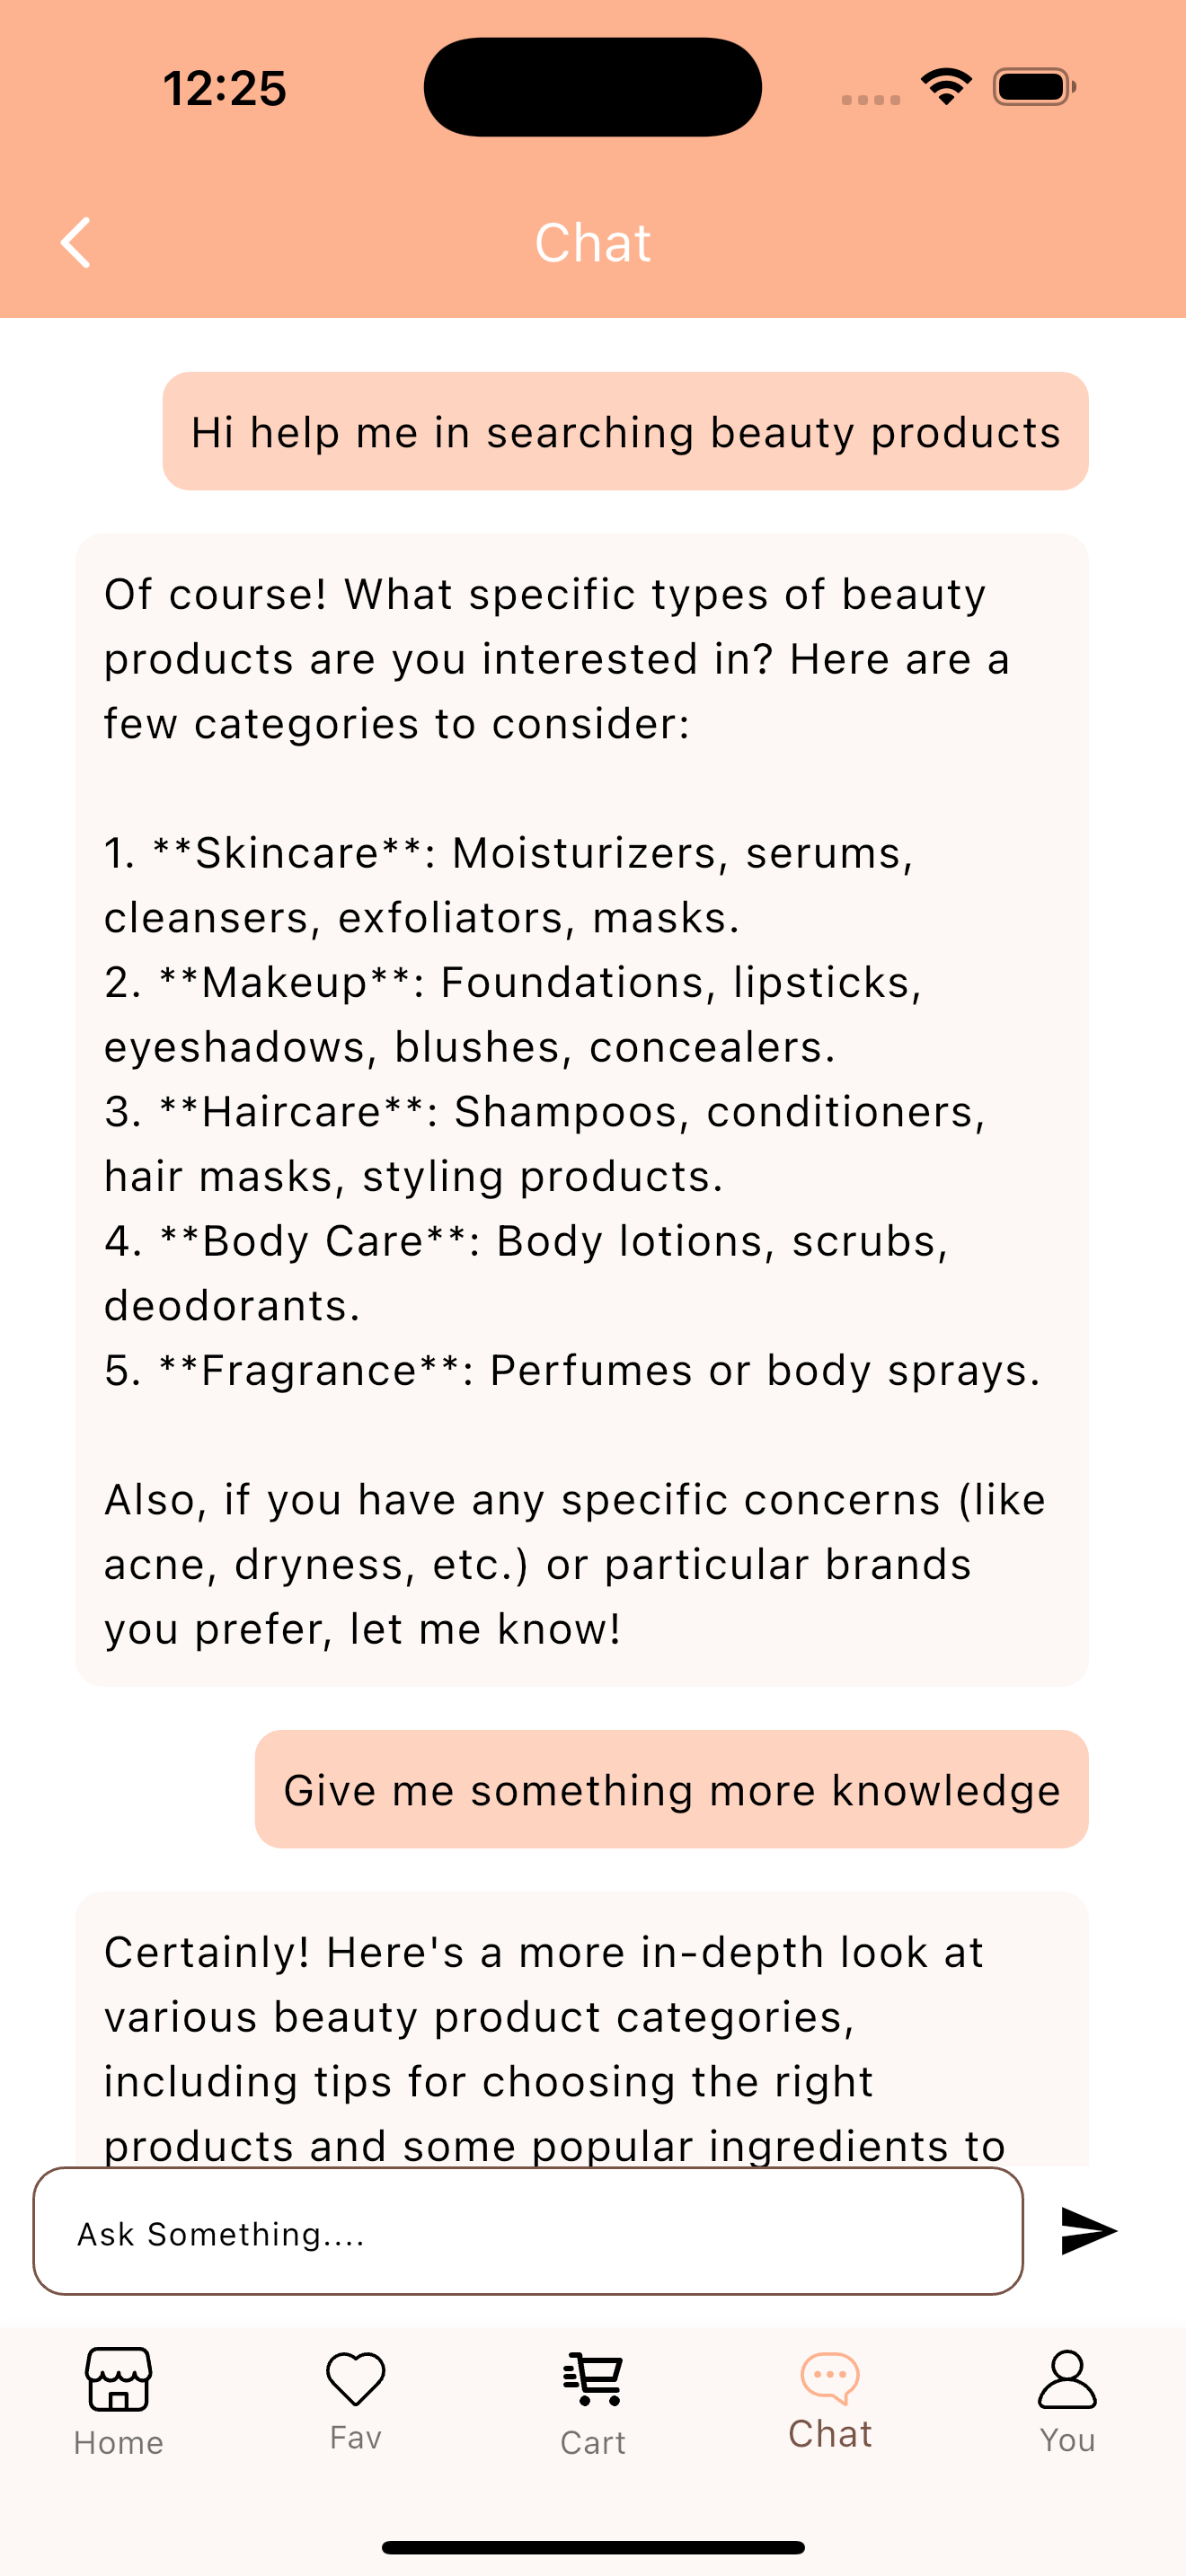 12:25
Chat
Hi help me in searching beauty products
Of course! What specific types of beauty
products are you interested in? Here are a
few categories to consider:
1. **Skincare**: Moisturizers, serums,
cleansers, exfoliators, masks.
2. **Makeup**: Foundations, lipsticks,
eyeshadows, blushes, concealers.
3. **Haircare**: Shampoos, conditioners,
hair masks, styling products.
4. **Body Care**: Body lotions, scrubs,
deodorants.
5. **Fragrance**: Perfumes or body sprays.
Also, if you have any specific concerns (like
acne, dryness, etc.) or particular brands
you prefer, let me know!
Give me something more knowledge
Certainly! Here's a more in-depth look at
various beauty product categories,
including tips for choosing the right
products and some popular ingredients to
Ask Something....
Home
Fav
Cart
Chat
You